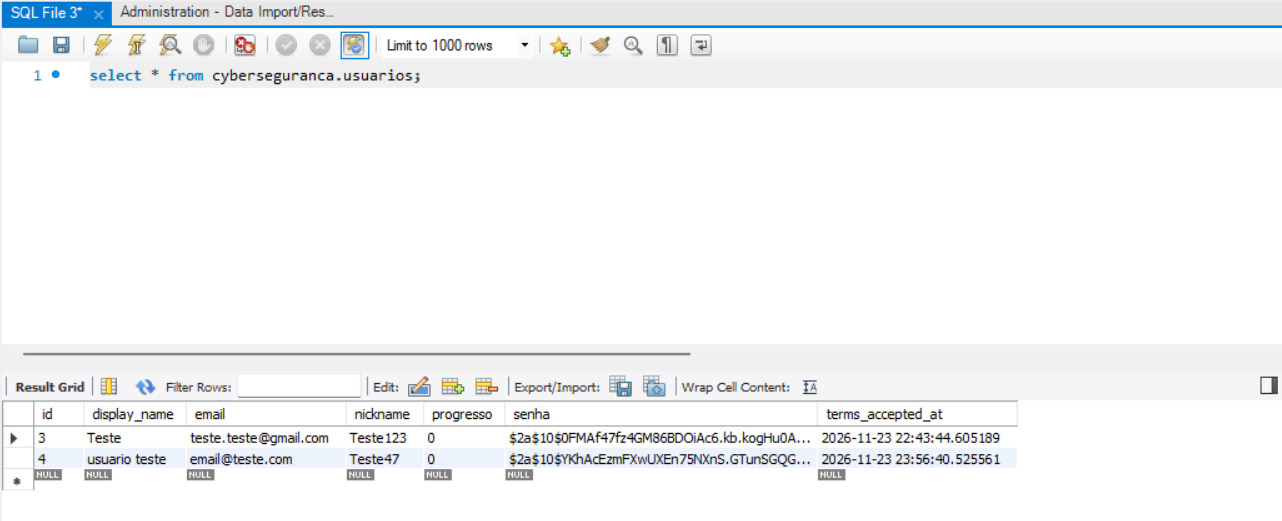 SQL File 3* Administration - Data Import/Res...
Limit to 1000 rows
1 select * from cyberseguranca.usuarios;
Result Grid Filter Rows: Edit: Export/Import: Wrap Cell Content: IA
id display_name email nickname progresso senha terms_accepted_at
3 Teste teste.teste@gmail.com Teste123 0 $2a$10$0FMAf47fz4GM86BDOiAc6.kb.kogHu0A... 2026-11-23 22:43:44.605189
4 usuario teste email@teste.com Teste47 0 $2a$10$YKhAcEzmFXwUXEn75NXnS.GTunSGQG... 2026-11-23 23:56:40.525561
NULL NULL NULL NULL NULL NULL NULL